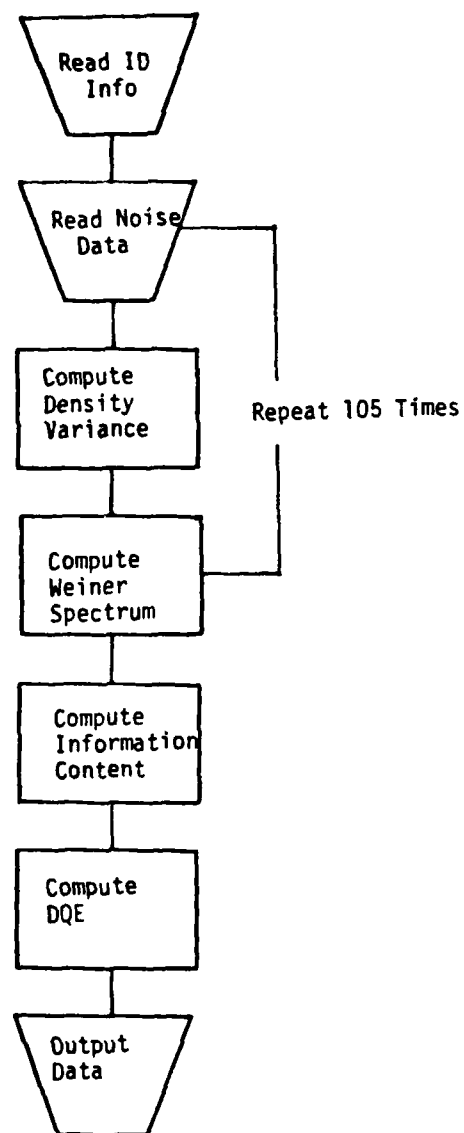 Read ID
Info
Read Noise
Data
Compute
Density
Variance
Repeat 105 Times
Compute
Weiner
Spectrum
Compute
Information
Content
Compute
DQE
Output
Data